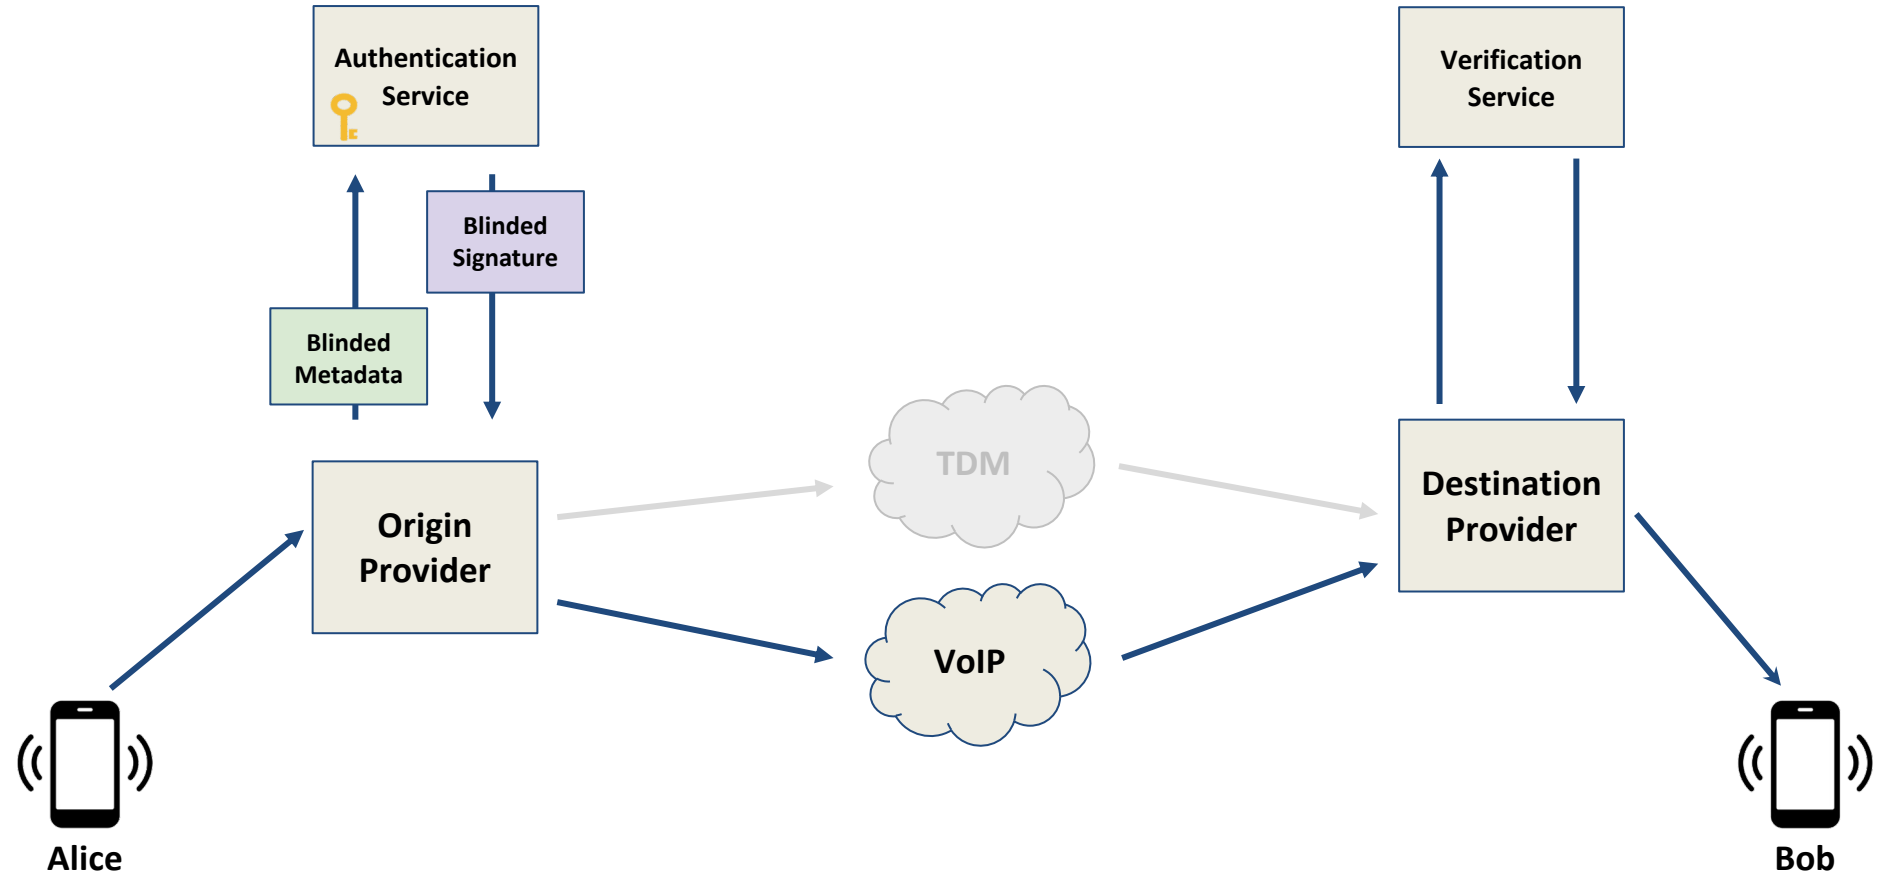 Authentication
Service
Verification
Service
Blinded
Signature
Blinded
Metadata
TDM
Origin
Provider
Destination
Provider
VoIP
Alice
Bob